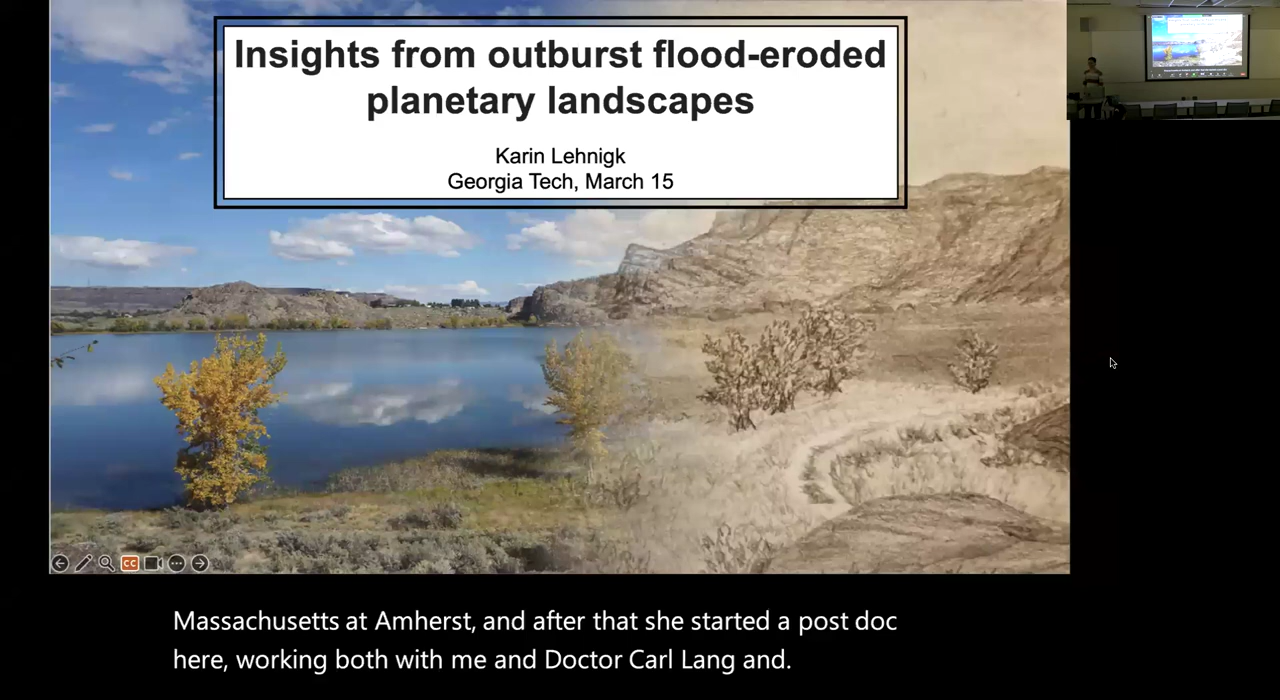 Insights from outburst flood-eroded
planetary landscapes
Karin Lehnigk
Georgia Tech, March 15
CC
Massachusetts at Amherst, and after that she started a post doc
here, working both with me and Doctor Carl Lang and.